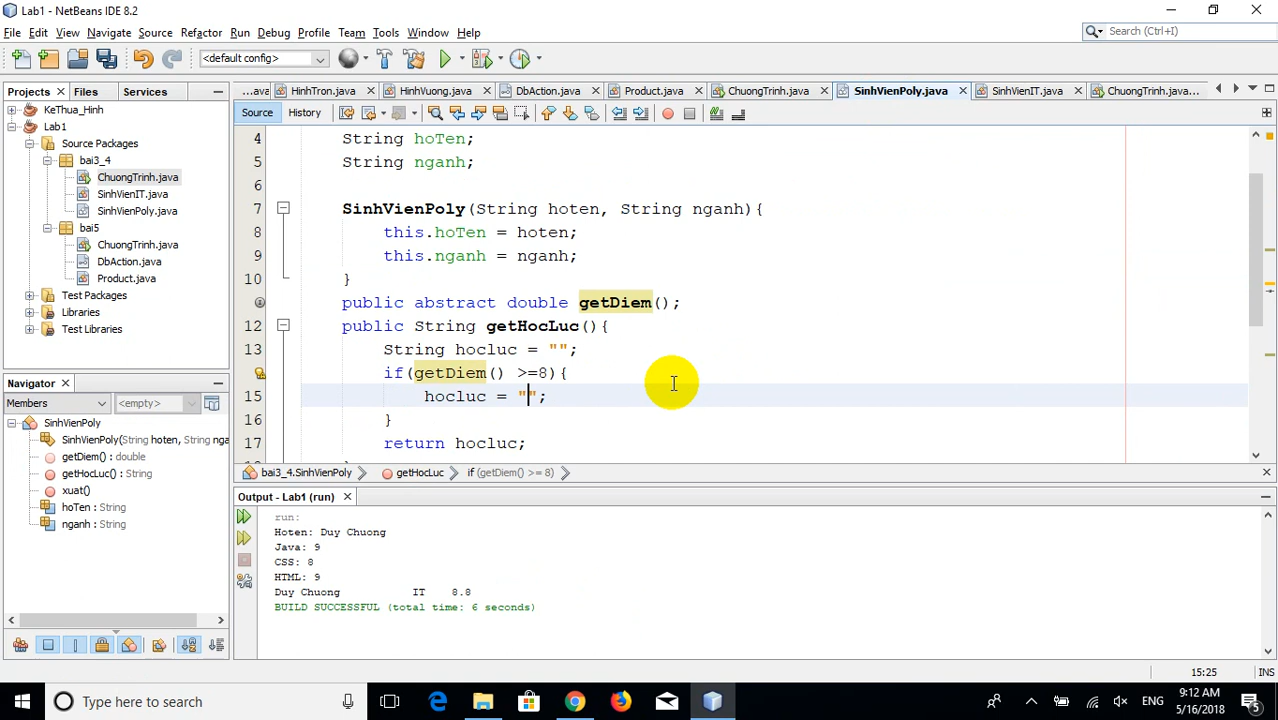 Lab1 - NetBeans IDE 8.2
File Edit View Navigate Source Refactor Run Debug Profile Team Tools Window Help
Search (Ctrl+I)
<default config>
Projects Files Services
...ava HinhTron.java HinhVuong.java DbAction.java Product.java ChuongTrinh.java SinhVienPoly.java SinhVienIT.java ChuongTrinh.java...
KeThua_Hinh
Lab1
Source Packages
bai3_4
ChuongTrinh.java
SinhVienIT.java
SinhVienPoly.java
bai5
ChuongTrinh.java
DbAction.java
Product.java
Test Packages
Libraries
Test Libraries
Source History
4 String hoTen;
5 String nganh;
6
7 SinhVienPoly(String hoten, String nganh){
8 this.hoTen = hoten;
9 this.nganh = nganh;
10 }
public abstract double getDiem();
12 public String getHocLuc(){
13 String hocluc = "";
if(getDiem() >=8){
15 hocluc = "";
16 }
17 return hocluc;
Navigator
Members <empty>
SinhVienPoly
SinhVienPoly(String hoten, String nga
getDiem() : double
getHocLuc() : String
xuat()
hoTen : String
nganh : String
bai3_4.SinhVienPoly getHocLuc if (getDiem() >= 8)
Output - Lab1 (run)
run:
Hoten: Duy Chuong
Java: 9
CSS: 8
HTML: 9
Duy Chuong IT 8.8
BUILD SUCCESSFUL (total time: 6 seconds)
15:25 INS
Type here to search
ENG
9:12 AM
5/16/2018
5